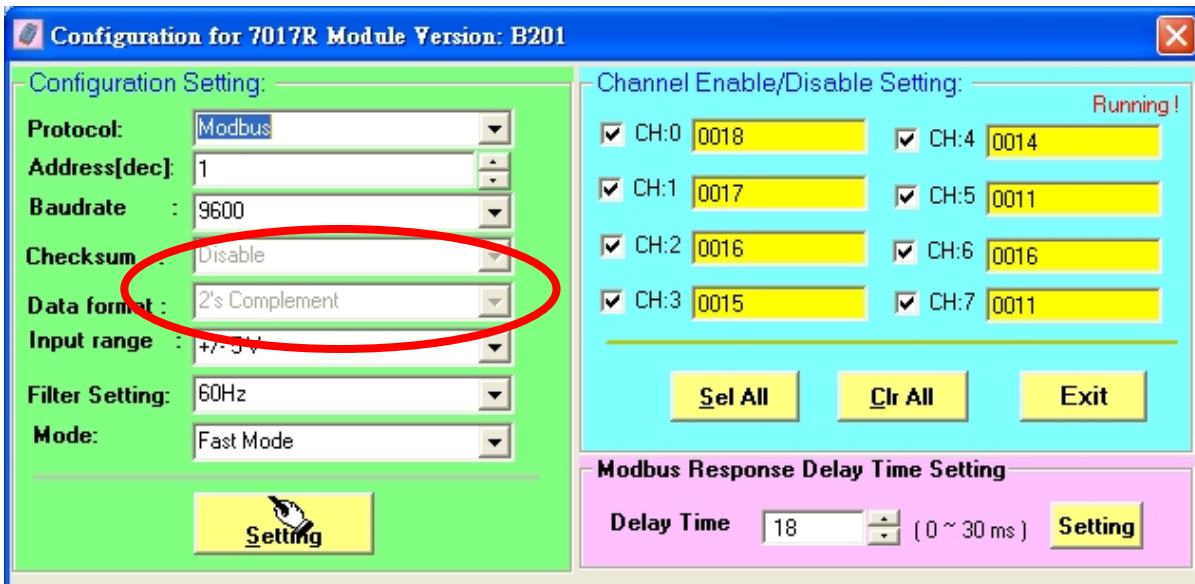 Configuration for 7017R Module Version: B201
Configuration Setting:
Protocol: Modbus
Address[dec]: 1
Baudrate : 9600
Checksum : Disable
Data format : 2's Complement
Input range : +/- 5 V
Filter Setting: 60Hz
Mode: Fast Mode
Setting
Channel Enable/Disable Setting:
Running !
CH:0 0018 CH:4 0014
CH:1 0017 CH:5 0011
CH:2 0016 CH:6 0016
CH:3 0015 CH:7 0011
Sel All Clr All Exit
Modbus Response Delay Time Setting
Delay Time 18 ( 0 ~ 30 ms ) Setting